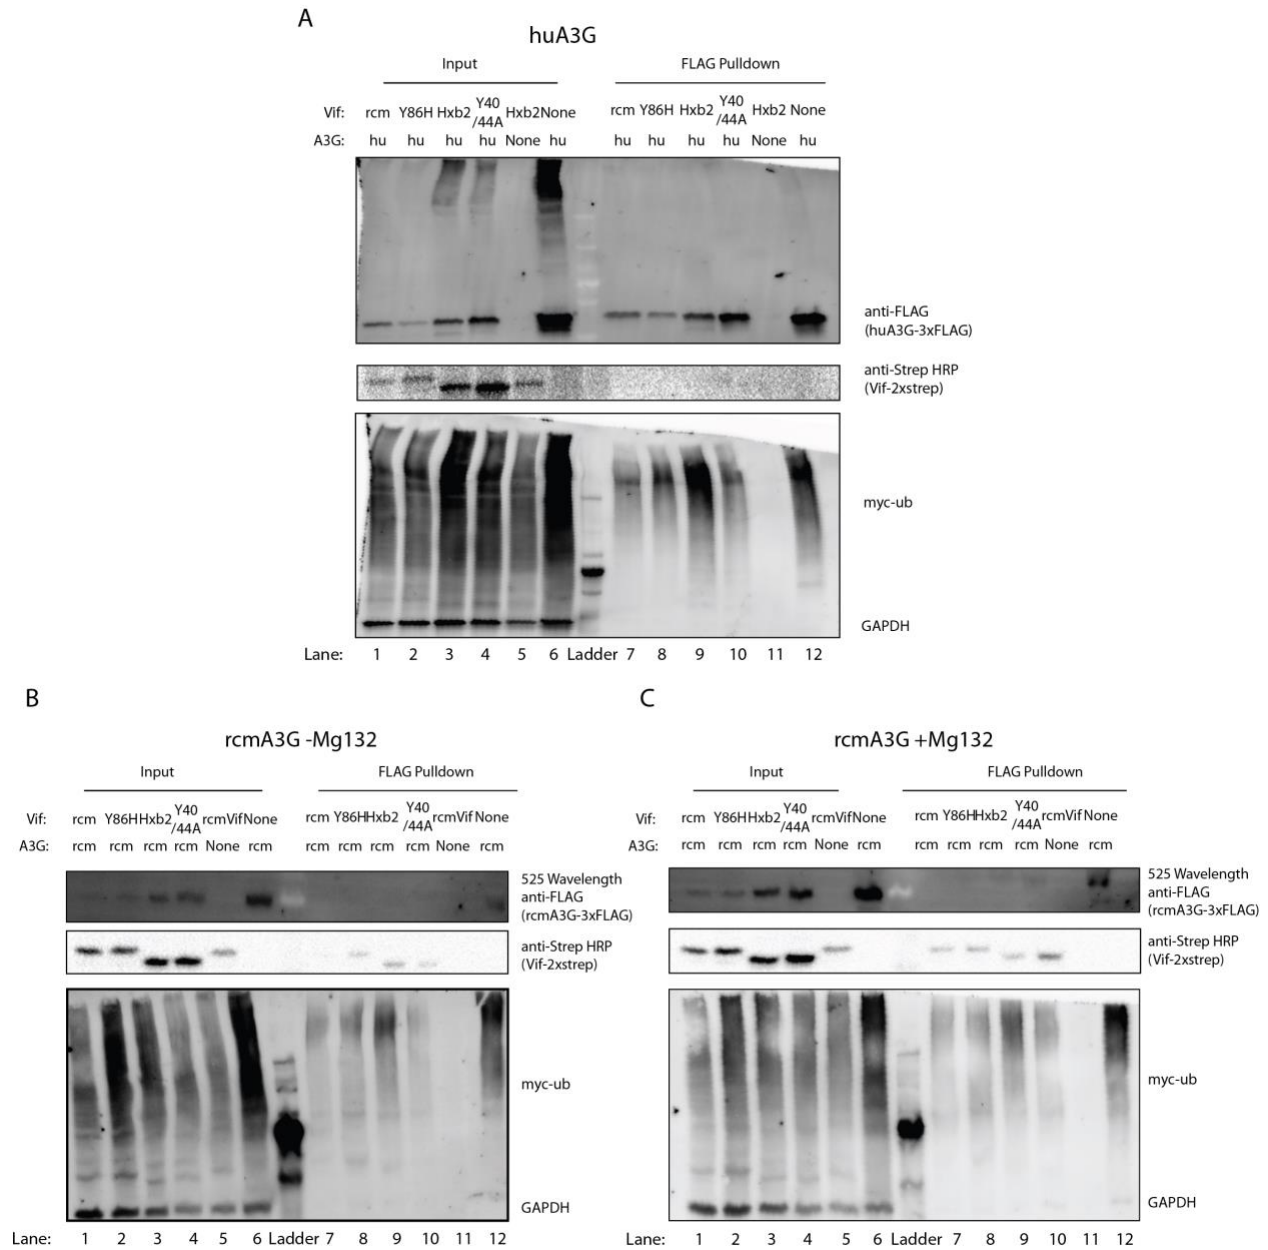 A
huA3G
Input FLAG Pulldown
Vif: rcm Y86H Hxb2 Y40/44A Hxb2 None rcm Y86H Hxb2 Y40/44A Hxb2 None
A3G: hu hu hu hu None hu hu hu hu hu None hu
anti-FLAG
(huA3G-3xFLAG)
anti-Strep HRP
(Vif-2xstrep)
myc-ub
GAPDH
Lane: 1 2 3 4 5 6 Ladder 7 8 9 10 11 12
B
rcmA3G -Mg132
Input FLAG Pulldown
Vif: rcm Y86H Hxb2 Y40/44A rcmVif None rcm Y86H Hxb2 Y40/44A rcmVif None
A3G: rcm rcm rcm rcm None rcm rcm rcm rcm rcm None rcm
525 Wavelength
anti-FLAG
(rcmA3G-3xFLAG)
anti-Strep HRP
(Vif-2xstrep)
myc-ub
GAPDH
Lane: 1 2 3 4 5 6 Ladder 7 8 9 10 11 12
C
rcmA3G +Mg132
Input FLAG Pulldown
Vif: rcm Y86H Hxb2 Y40/44A rcmVif None rcm Y86H Hxb2 Y40/44A rcmVif None
A3G: rcm rcm rcm rcm None rcm rcm rcm rcm rcm None rcm
525 Wavelength
anti-FLAG
(rcmA3G-3xFLAG)
anti-Strep HRP
(Vif-2xstrep)
myc-ub
GAPDH
Lane: 1 2 3 4 5 6 Ladder 7 8 9 10 11 12